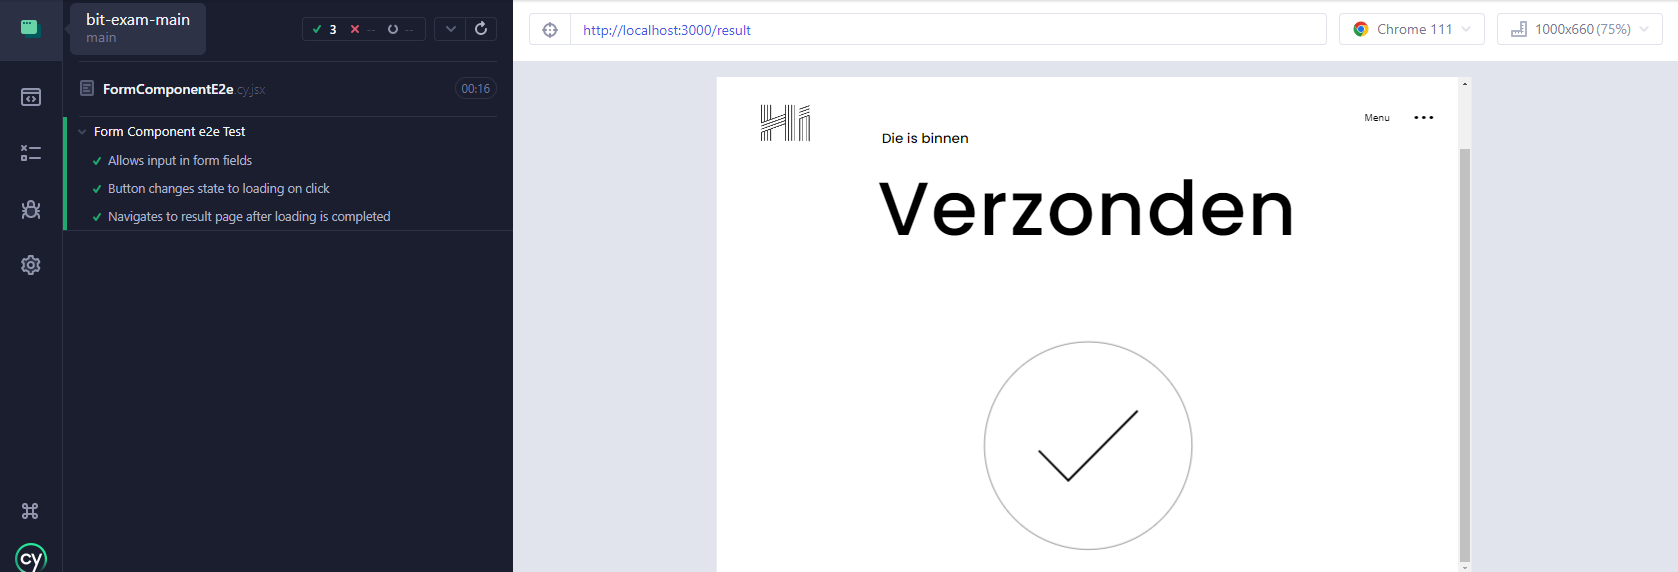 bit-exam-main
main
3 -- --
FormComponentE2e.cy.jsx
00:16
Form Component e2e Test
Allows input in form fields
Button changes state to loading on click
Navigates to result page after loading is completed
cy
http://localhost:3000/result
Chrome 111
1000x660 (75%)
Hi
Menu
Die is binnen
Verzonden